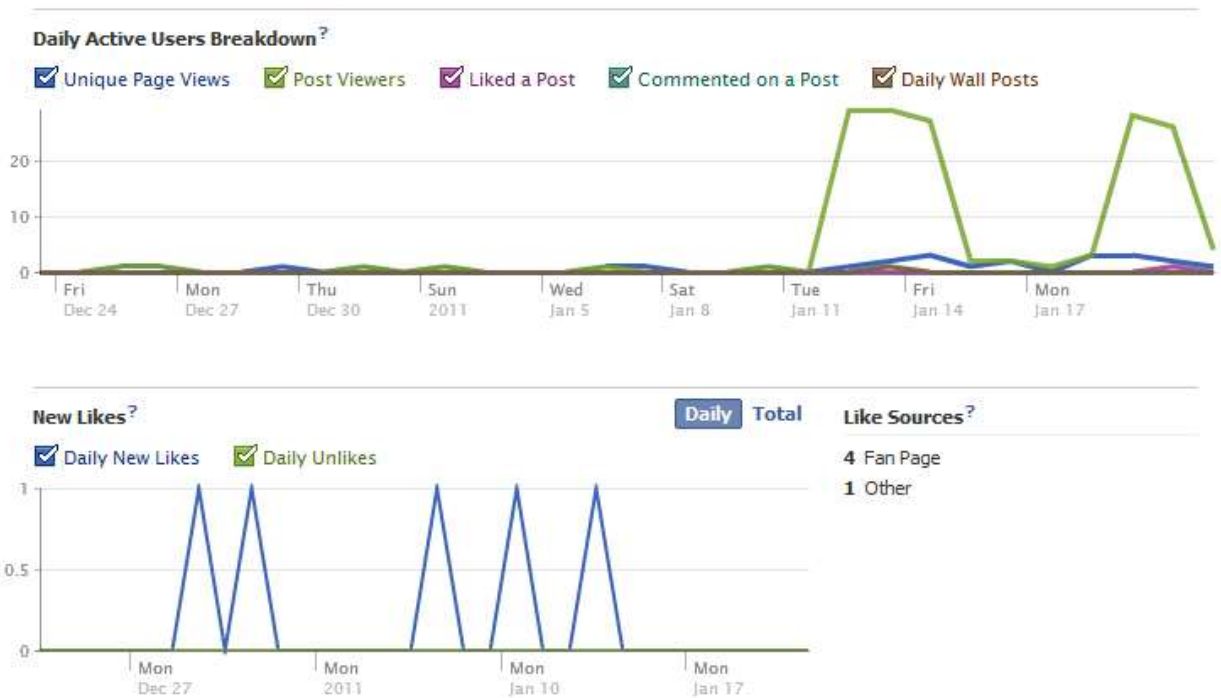 Daily Active Users Breakdown?
Unique Page Views Post Viewers Liked a Post Commented on a Post Daily Wall Posts
20
10
0
Fri Mon Thu Sun Wed Sat Tue Fri Mon
Dec 24 Dec 27 Dec 30 2011 Jan 5 Jan 8 Jan 11 Jan 14 Jan 17
New Likes? Daily Total Like Sources?
Daily New Likes Daily Unlikes 4 Fan Page
1 1 Other
0.5
0
Mon Mon Mon Mon
Dec 27 2011 Jan 10 Jan 17